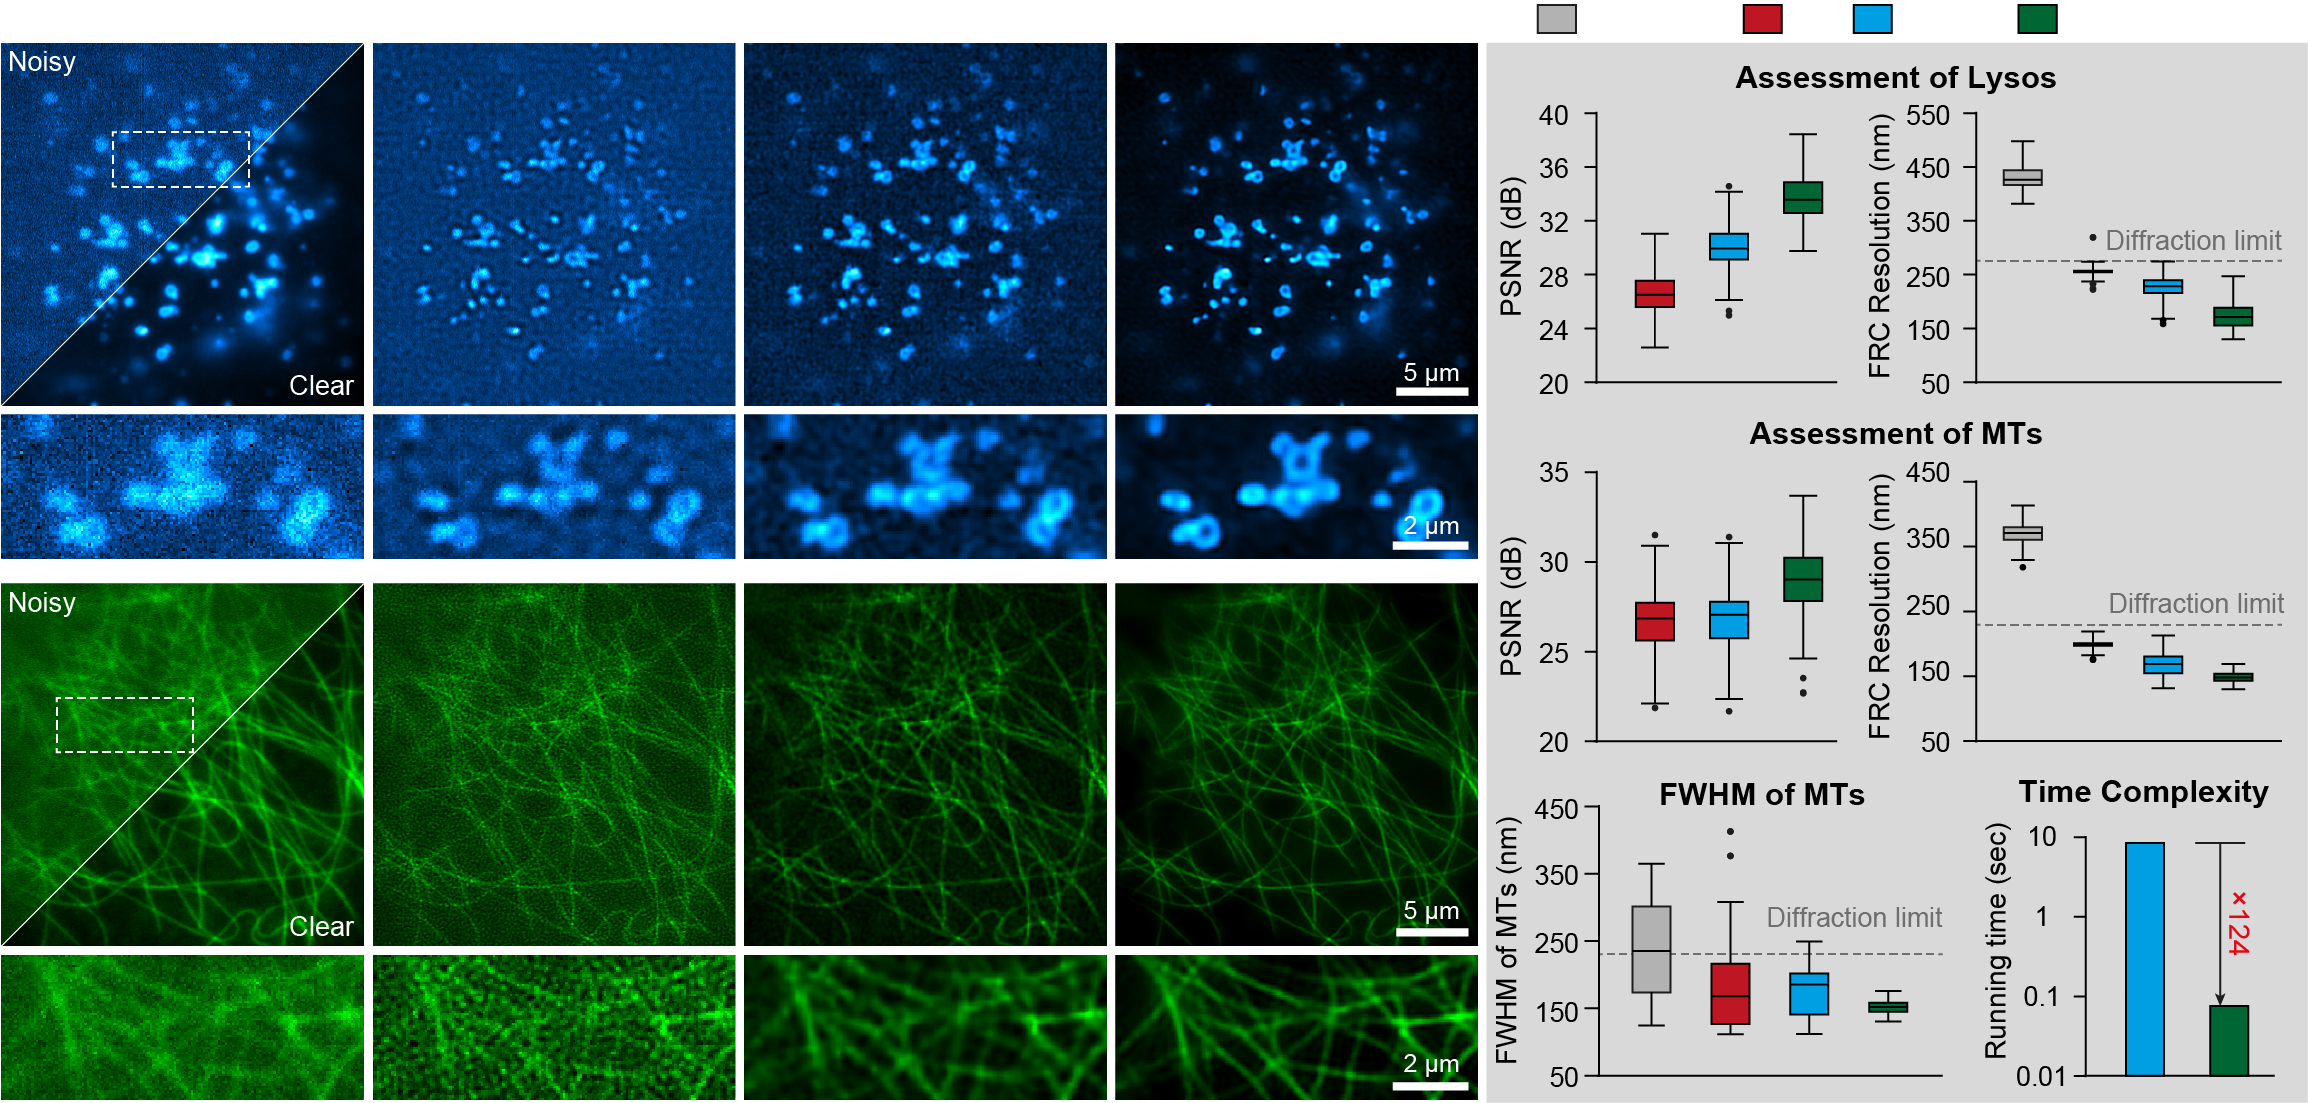 Noisy
Clear
5 μm
2 μm
Noisy
Clear
5 μm
2 μm
Assessment of Lysos
PSNR (dB)
40
36
32
28
24
20
FRC Resolution (nm)
550
450
350
250
150
50
Diffraction limit
Assessment of MTs
PSNR (dB)
35
30
25
20
FRC Resolution (nm)
450
350
250
150
50
Diffraction limit
FWHM of MTs
FWHM of MTs (nm)
450
350
250
150
50
Diffraction limit
Time Complexity
Running time (sec)
10
1
0.1
0.01
×124